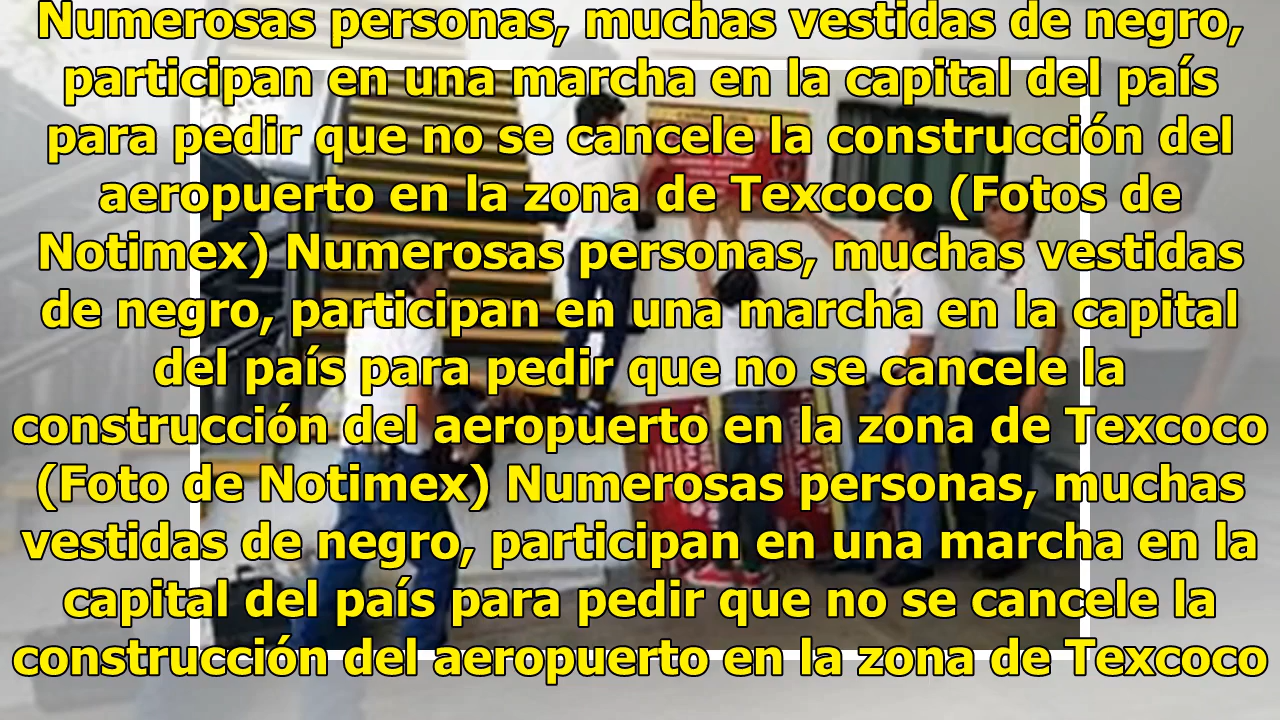 Numerosas personas, muchas vestidas de negro,
participan en una marcha en la capital del país
para pedir que no se cancele la construcción del
aeropuerto en la zona de Texcoco (Fotos de
Notimex) Numerosas personas, muchas vestidas
de negro, participan en una marcha en la capital
del país para pedir que no se cancele la
construcción del aeropuerto en la zona de Texcoco
(Foto de Notimex) Numerosas personas, muchas
vestidas de negro, participan en una marcha en la
capital del país para pedir que no se cancele la
construcción del aeropuerto en la zona de Texcoco